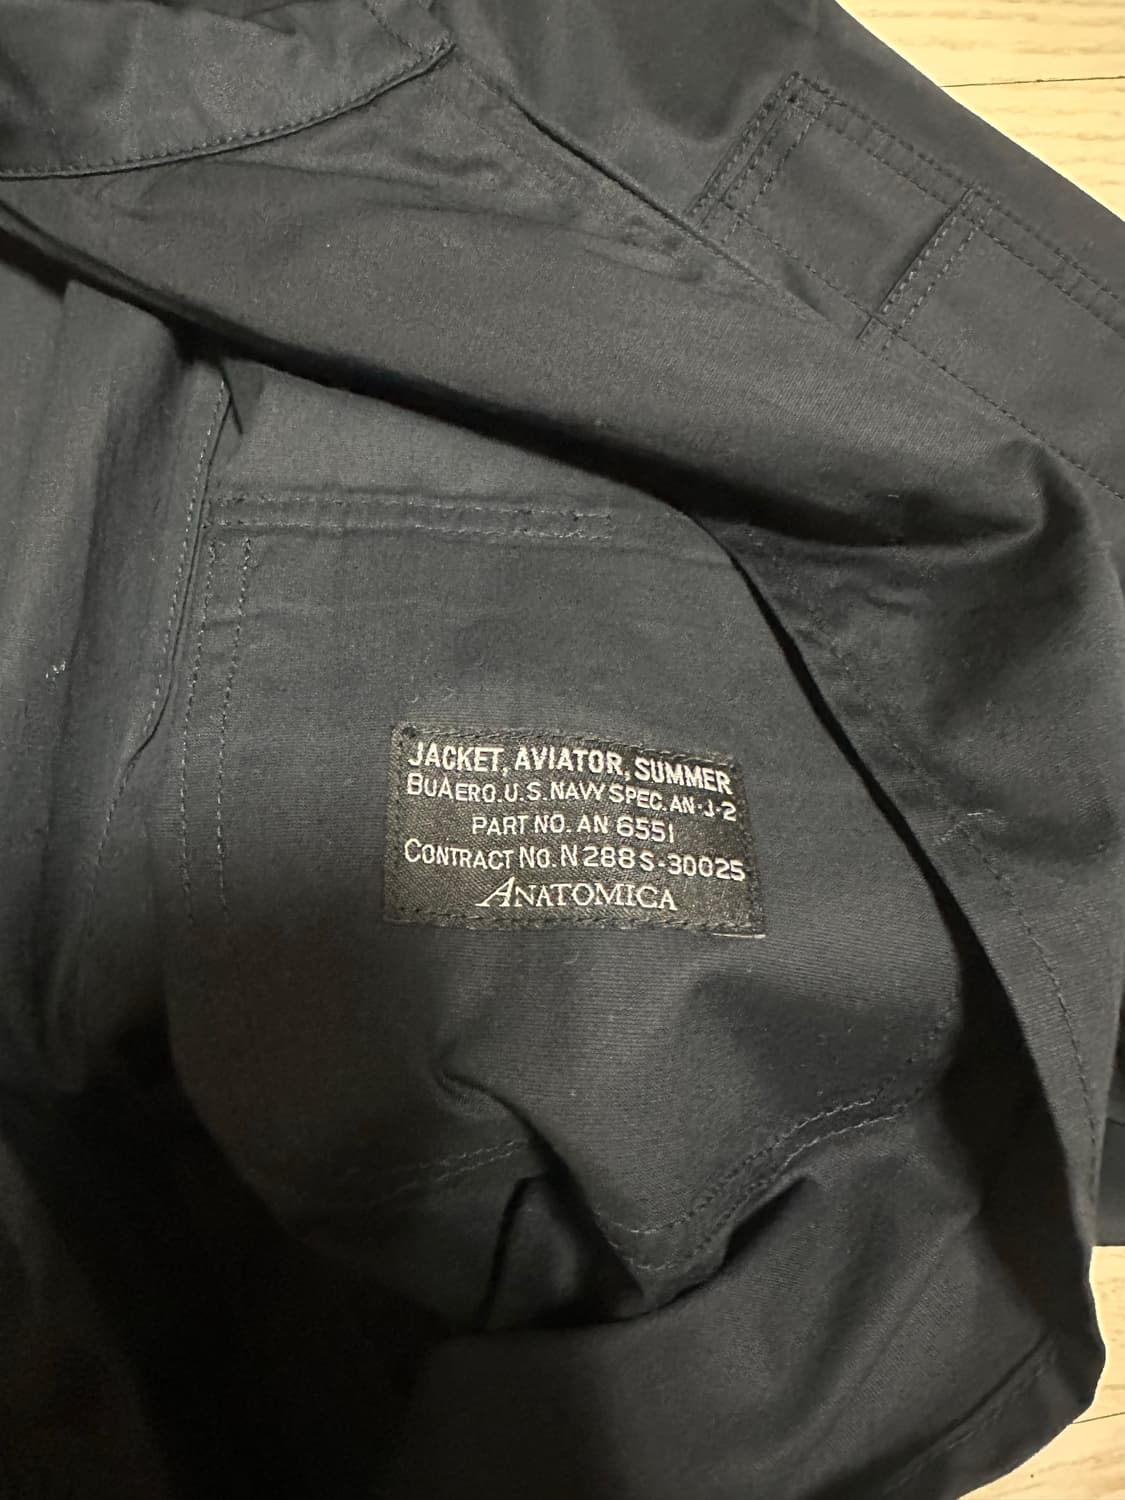 JACKET, AVIATOR, SUMMER
BUAERO.U.S.NAVY SPEC. AN-J-2
PART NO. AN 6551
CONTRACT NO. N288S-30025
ANATOMICA